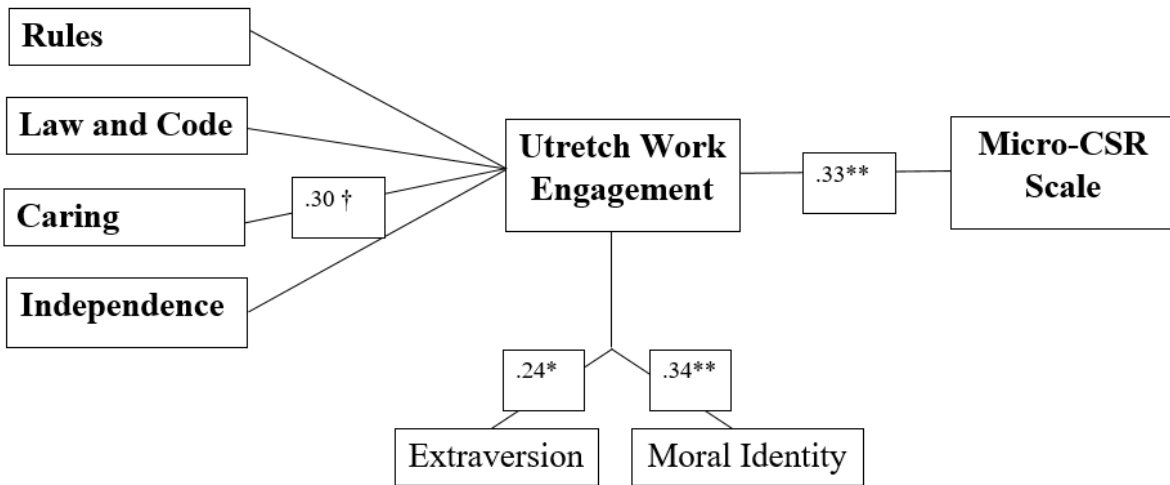 Rules
Law and Code
Caring
Independence
.30 †
Utretch Work
Engagement
.33**
Micro-CSR
Scale
.24*
.34**
Extraversion
Moral Identity